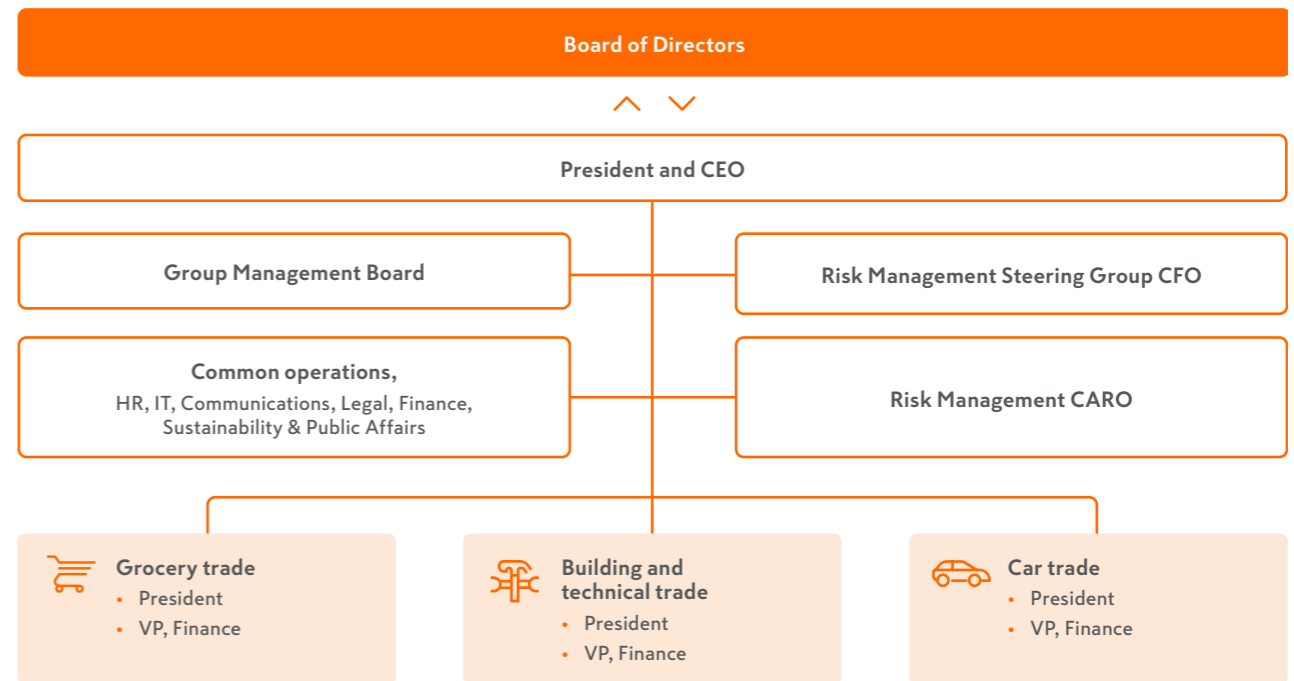 Board of Directors
President and CEO
Group Management Board
Risk Management Steering Group CFO
Common operations,
HR, IT, Communications, Legal, Finance,
Sustainability & Public Affairs
Risk Management CARO
Grocery trade
• President
• VP, Finance
Building and
technical trade
• President
• VP, Finance
Car trade
• President
• VP, Finance